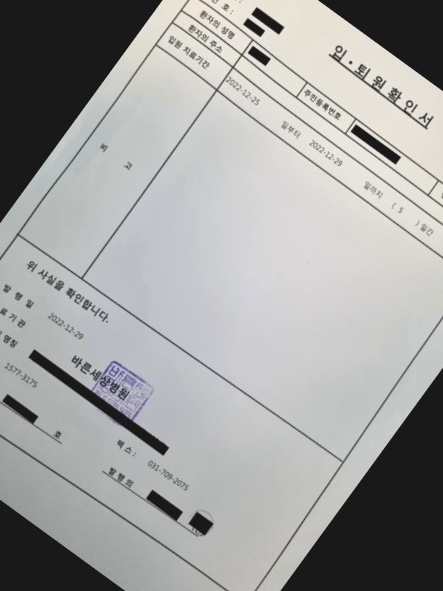 입 · 퇴 원 확 인 서
번 호 :
환자의 성명
주민등록번호
환자의 주소
입원 치료기간 2022-12-25 일부터 2022-12-29 일까지 ( 5 ) 일간
비 고
위 사실을 확인합니다.
발 행 일 2022-12-29
료 기 관
명칭 바른세상병원
1577-3175 팩 스 : 031-709-2075
호 발 행 의